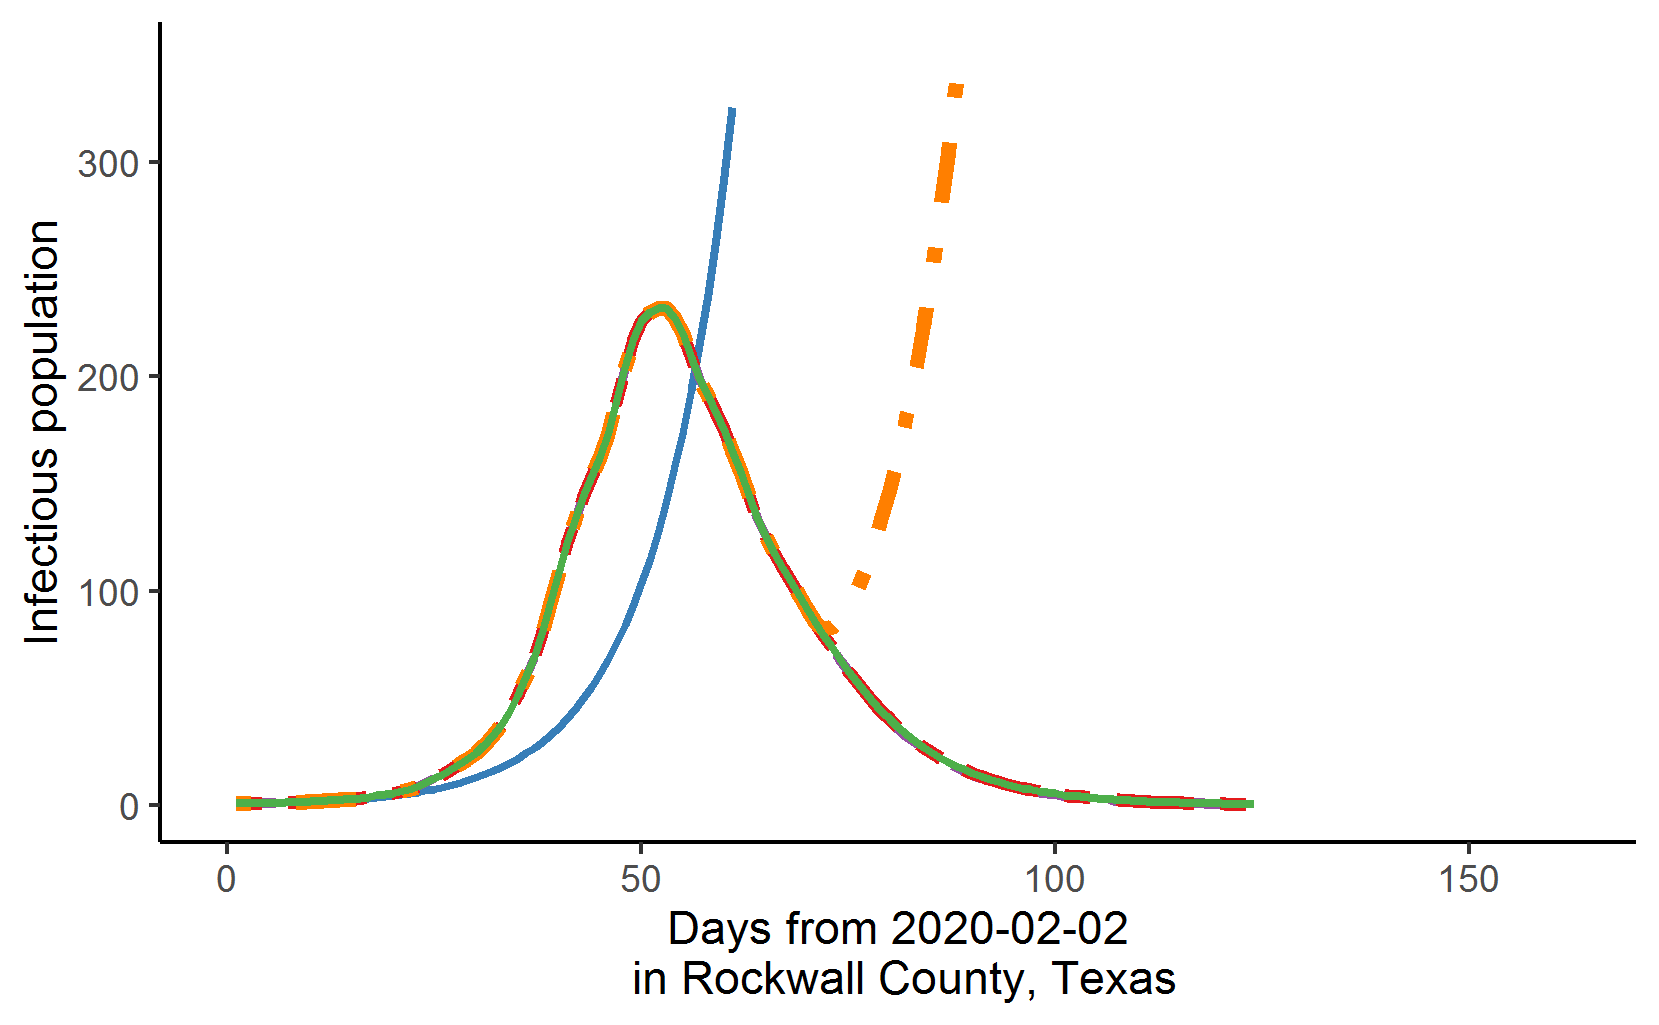 Infectious population
300
200
100
0
0 50 100 150
Days from 2020-02-02
in Rockwall County, Texas